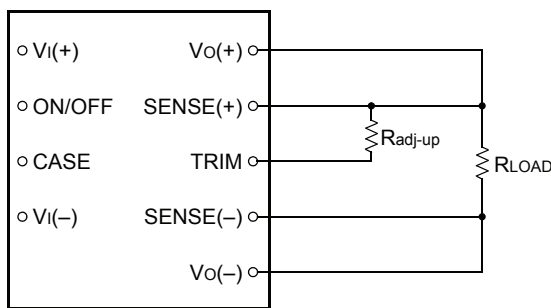 VI(+)
VO(+)
ON/OFF
SENSE(+)
Radj-up
CASE
TRIM
RLOAD
VI(–)
SENSE(–)
VO(–)